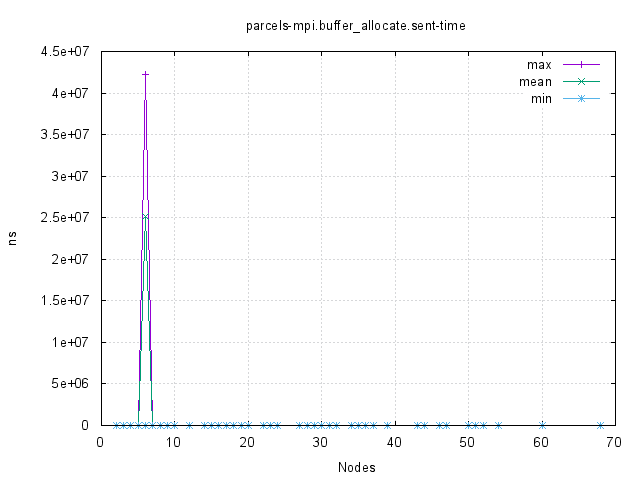 parcels-mpi.buffer_allocate.sent-time
4.5e+07
4e+07
3.5e+07
3e+07
2.5e+07
2e+07
1.5e+07
1e+07
5e+06
0
ns
max
mean
min
0 10 20 30 40 50 60 70
Nodes